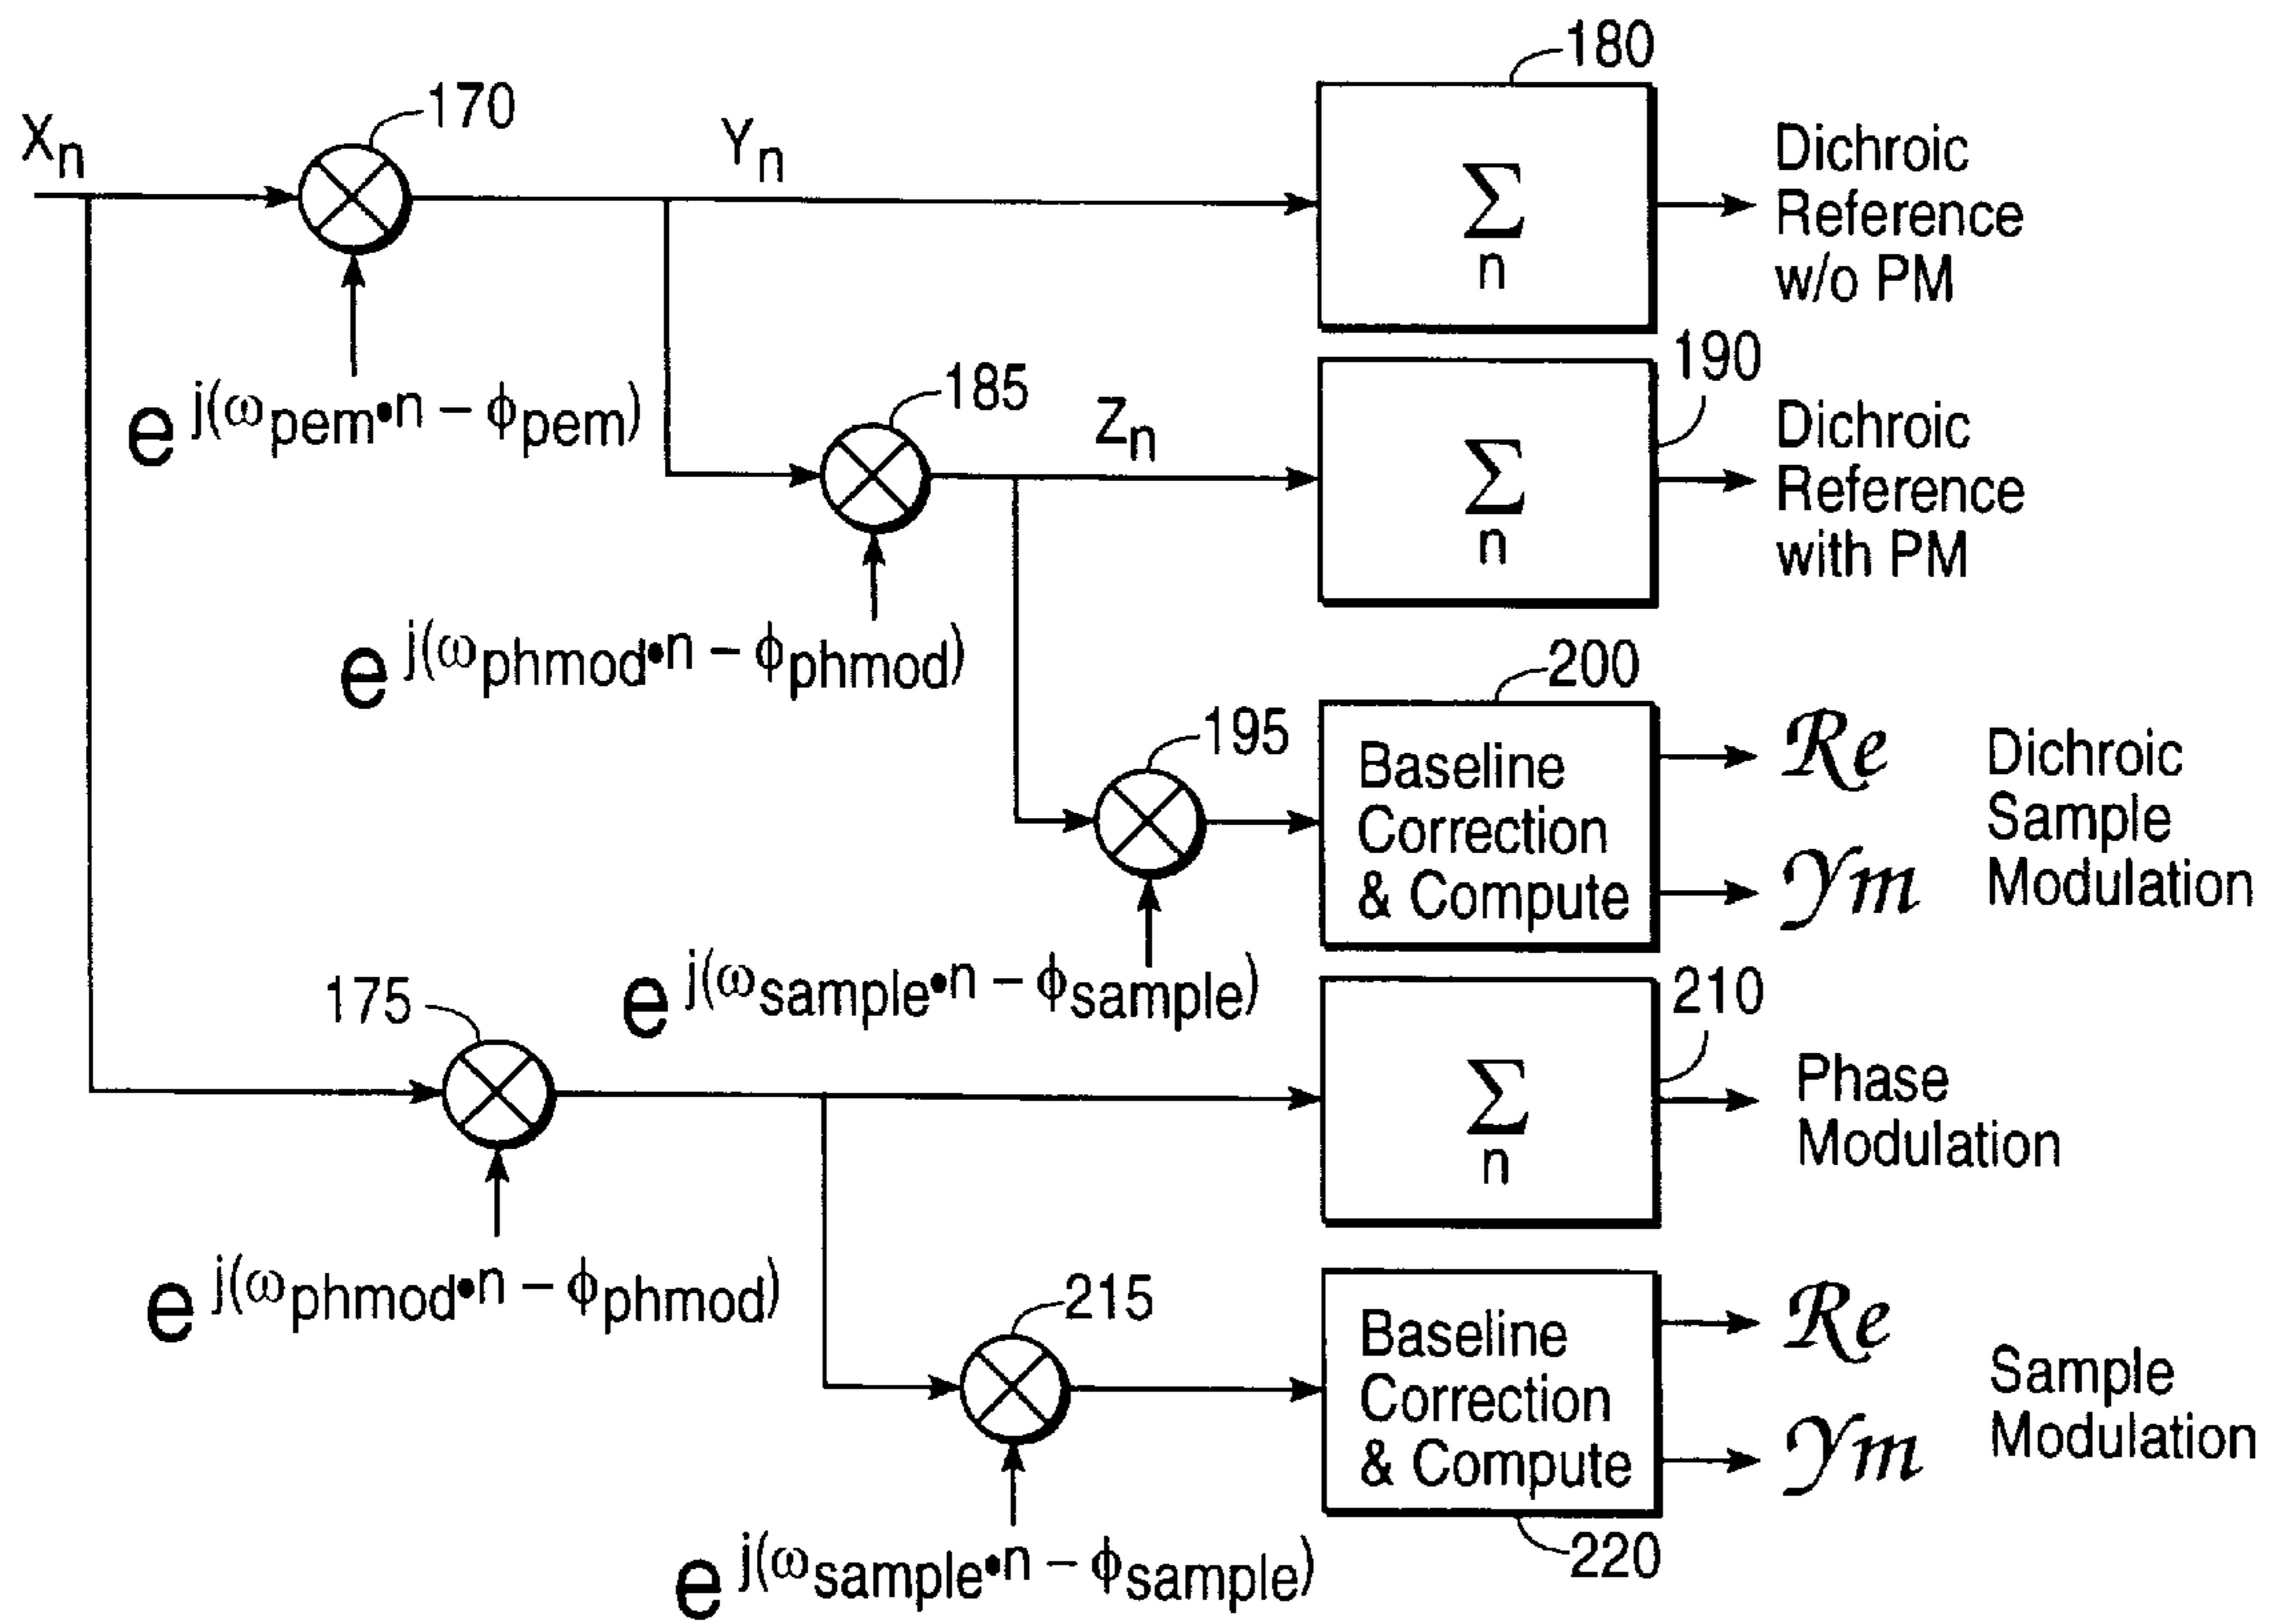 180
170
Xn
Yn
Σ
n
Dichroic
Reference
w/o PM
190
e j(ωpem•n – ϕpem)
185
Zn
Σ
n
Dichroic
Reference
with PM
e j(ωphmod•n – ϕphmod)
200
195
Baseline
Correction
& Compute
Re
Ym
Dichroic
Sample
Modulation
e j(ωsample•n – ϕsample)
175
210
Σ
n
Phase
Modulation
e j(ωphmod•n – ϕphmod)
215
Baseline
Correction
& Compute
Re
Ym
Sample
Modulation
220
e j(ωsample•n – ϕsample)